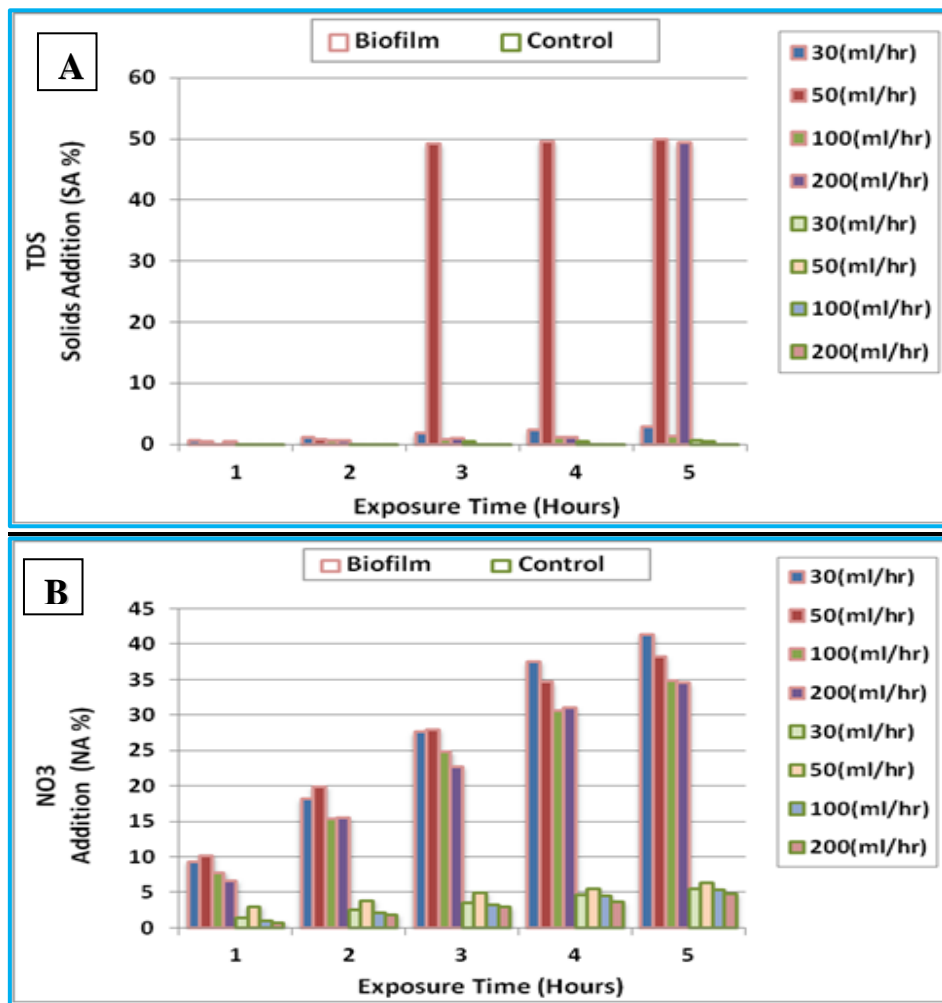 A
Biofilm Control
60
50
40
30
20
10
0
TDS
Solids Addition (SA %)
1 2 3 4 5
Exposure Time (Hours)
30(ml/hr)
50(ml/hr)
100(ml/hr)
200(ml/hr)
30(ml/hr)
50(ml/hr)
100(ml/hr)
200(ml/hr)
B
Biofilm Control
45
40
35
30
25
20
15
10
5
0
NO3
Addition (NA %)
1 2 3 4 5
Exposure Time (Hours)
30(ml/hr)
50(ml/hr)
100(ml/hr)
200(ml/hr)
30(ml/hr)
50(ml/hr)
100(ml/hr)
200(ml/hr)